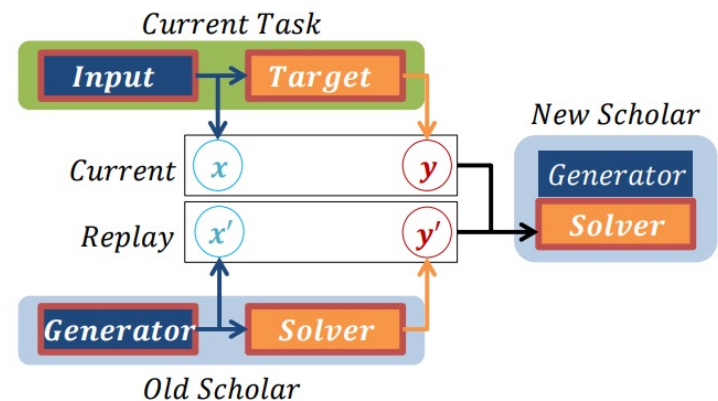 Current Task
Input
Target
New Scholar
Current
x
y
Generator
Replay
x'
y'
Solver
Generator
Solver
Old Scholar